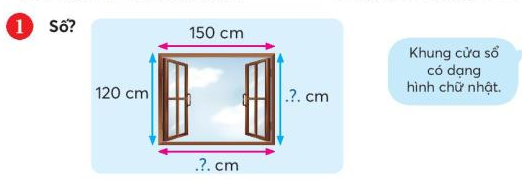 1 Số?
150 cm
120 cm
.?. cm
.?. cm
Khung cửa sổ
có dạng
hình chữ nhật.